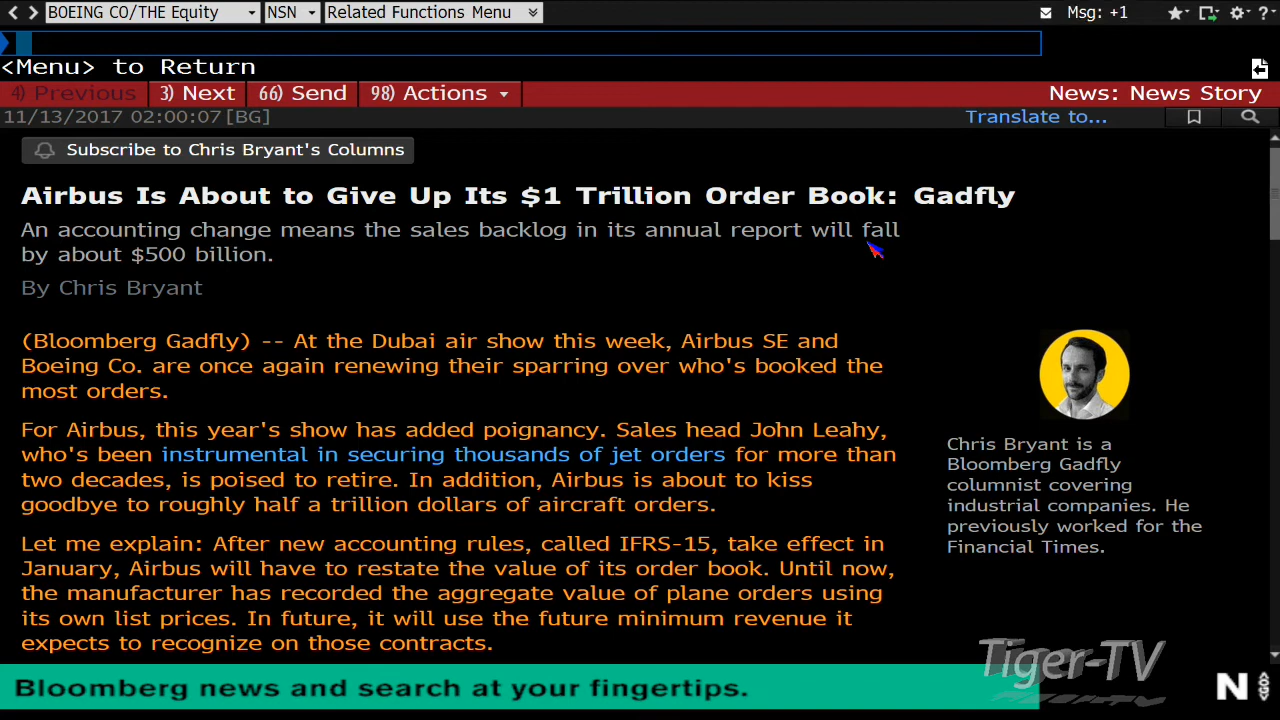 BOEING CO/THE Equity NSN Related Functions Menu Msg: +1
<Menu> to Return
4) Previous 3) Next 66) Send 98) Actions News: News Story
11/13/2017 02:00:07[BG] Translate to...
Subscribe to Chris Bryant's Columns
Airbus Is About to Give Up Its $1 Trillion Order Book: Gadfly
An accounting change means the sales backlog in its annual report will fall
by about $500 billion.
By Chris Bryant
(Bloomberg Gadfly) -- At the Dubai air show this week, Airbus SE and
Boeing Co. are once again renewing their sparring over who's booked the
most orders.
For Airbus, this year's show has added poignancy. Sales head John Leahy,
who's been instrumental in securing thousands of jet orders for more than
two decades, is poised to retire. In addition, Airbus is about to kiss
goodbye to roughly half a trillion dollars of aircraft orders.
Let me explain: After new accounting rules, called IFRS-15, take effect in
January, Airbus will have to restate the value of its order book. Until now,
the manufacturer has recorded the aggregate value of plane orders using
its own list prices. In future, it will use the future minimum revenue it
expects to recognize on those contracts.
Chris Bryant is a
Bloomberg Gadfly
columnist covering
industrial companies. He
previously worked for the
Financial Times.
Tiger-TV
Bloomberg news and search at your fingertips.
N